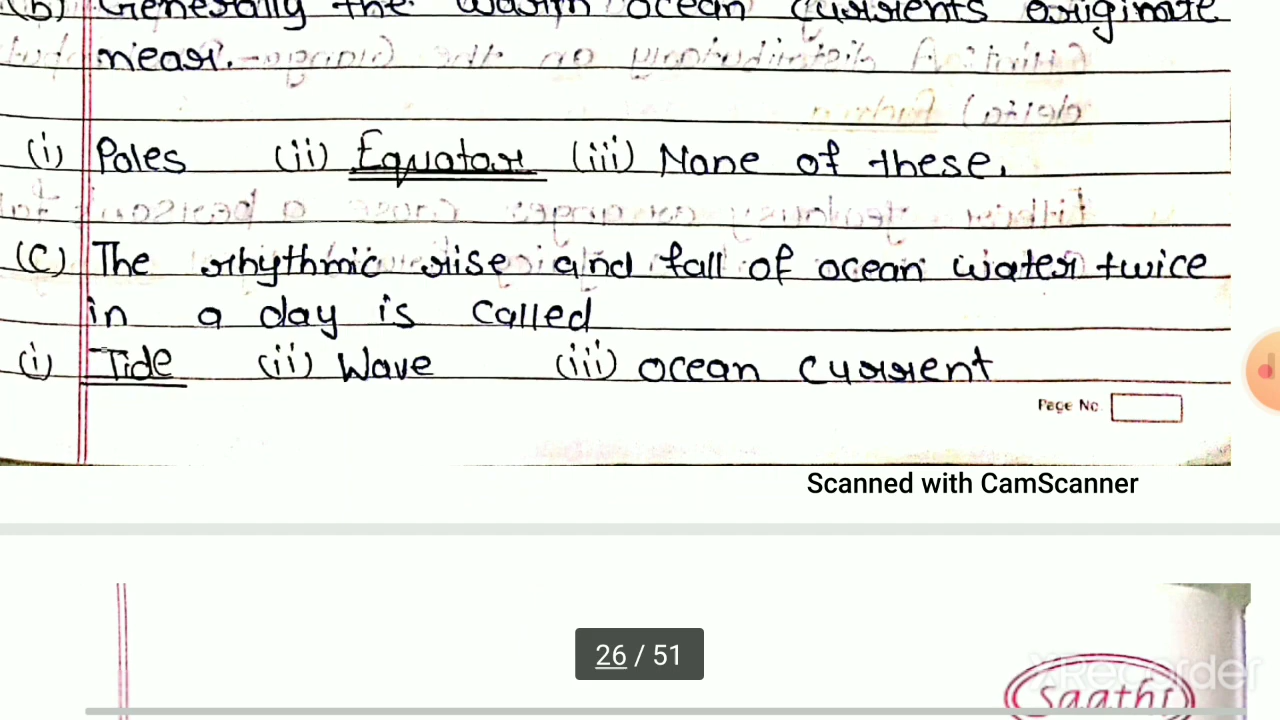 (b) Generally the warm ocean currents originate
near.
(i) Poles (ii) Equator (iii) None of these.
(C) The rhythmic rise and fall of ocean water twice
in a day is called
(i) Tide (ii) Wave (iii) ocean current
Page No.
Scanned with CamScanner
26 / 51
XRecorder
Saathi